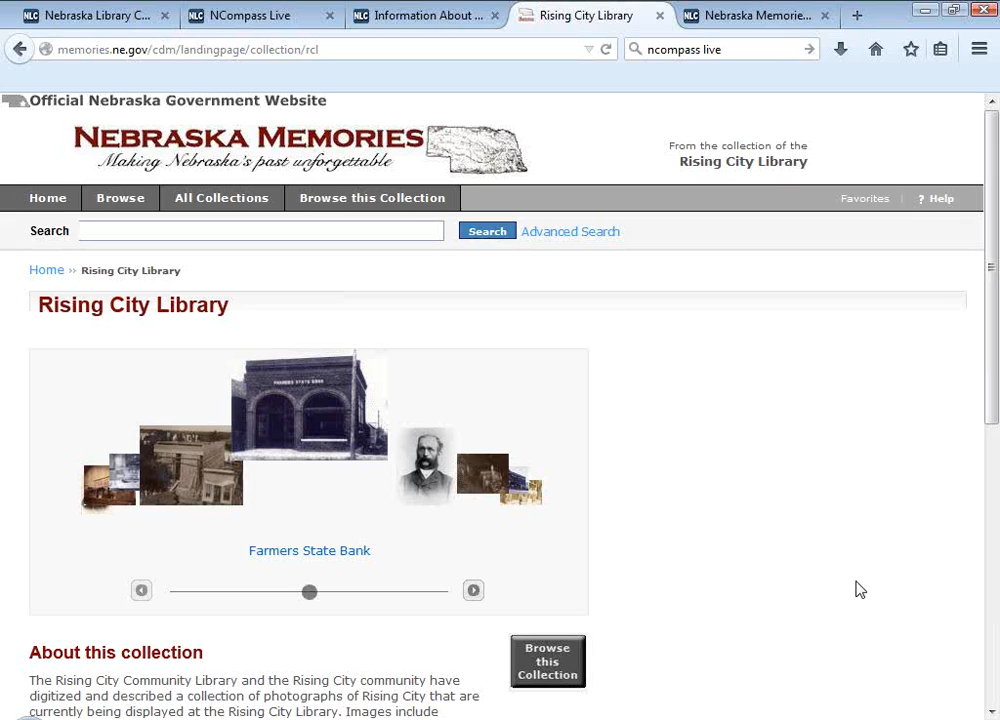 NLC Nebraska Library C... ×
NLC NCompass Live ×
NLC Information About ... ×
Rising City Library ×
NLC Nebraska Memorie... ×
memories.ne.gov/cdm/landingpage/collection/rcl
ncompass live
Official Nebraska Government Website
NEBRASKA MEMORIES
Making Nebraska's past unforgettable
From the collection of the
Rising City Library
Home Browse All Collections Browse this Collection Favorites | ? Help
Search Search Advanced Search
Home ›› Rising City Library
Rising City Library
FARMERS STATE BANK
Farmers State Bank
About this collection
Browse
this
Collection
The Rising City Community Library and the Rising City community have
digitized and described a collection of photographs of Rising City that are
currently being displayed at the Rising City Library. Images include